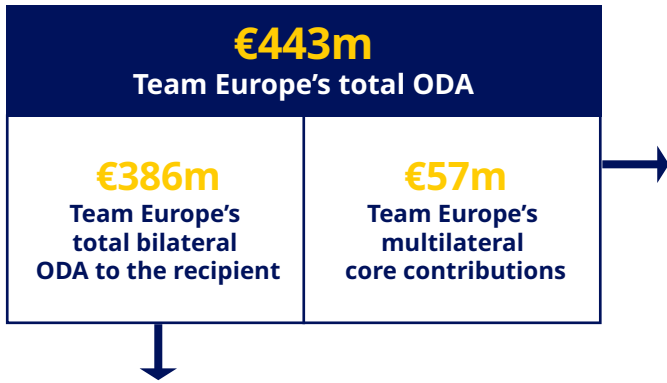 €443m
Team Europe's total ODA
€386m
Team Europe's
total bilateral
ODA to the recipient
€57m
Team Europe's
multilateral
core contributions